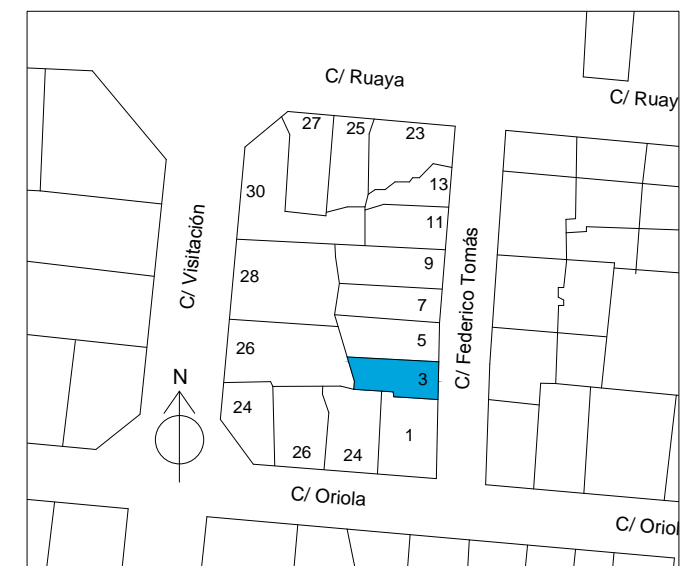 C/ Ruaya
C/ Ruay
27
25
23
30
13
11
C/ Visitación
28
9
7
C/ Federico Tomás
5
26
3
N
24
26
24
1
C/ Oriola
C/ Oriol